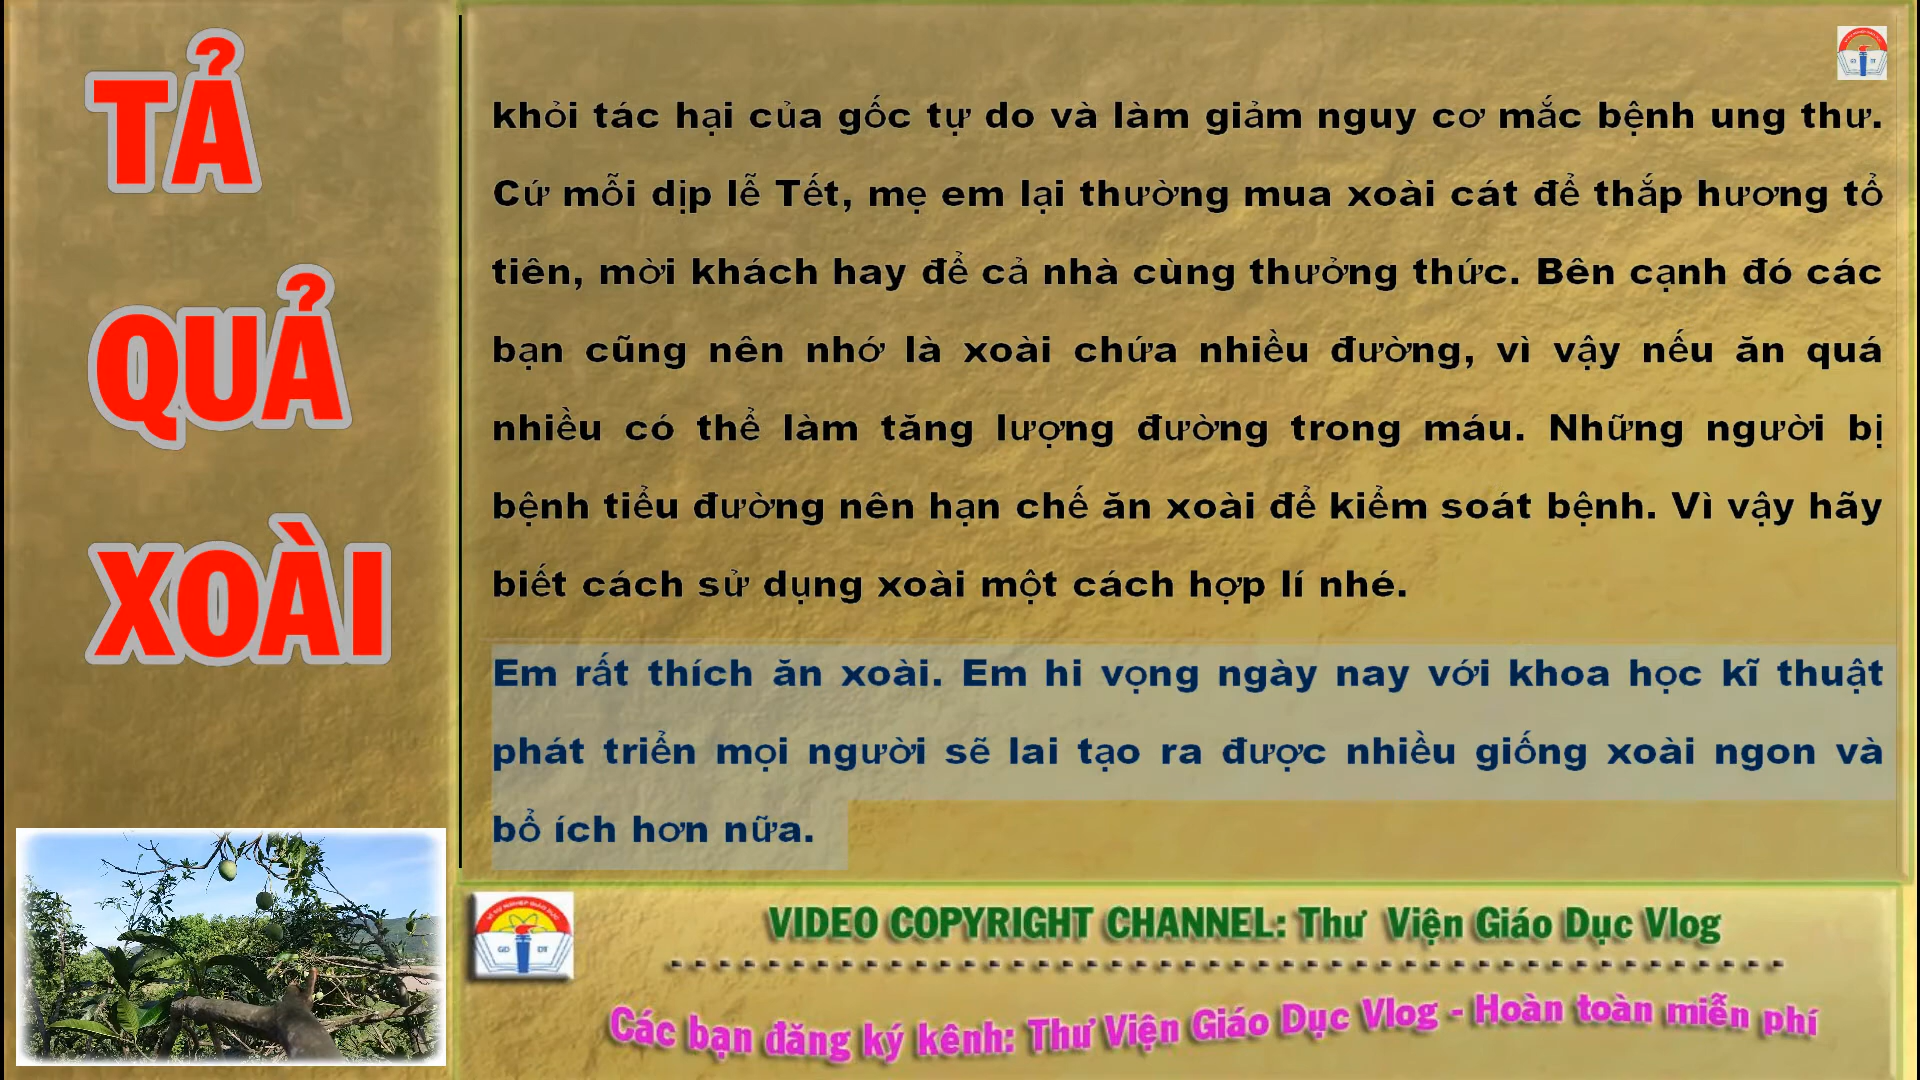 TẢ
QUẢ
XOÀI
khỏi tác hại của gốc tự do và làm giảm nguy cơ mắc bệnh ung thư.
Cứ mỗi dịp lễ Tết, mẹ em lại thường mua xoài cát để thắp hương tổ
tiên, mời khách hay để cả nhà cùng thưởng thức. Bên cạnh đó các
bạn cũng nên nhớ là xoài chứa nhiều đường, vì vậy nếu ăn quá
nhiều có thể làm tăng lượng đường trong máu. Những người bị
bệnh tiểu đường nên hạn chế ăn xoài để kiểm soát bệnh. Vì vậy hãy
biết cách sử dụng xoài một cách hợp lí nhé.
Em rất thích ăn xoài. Em hi vọng ngày nay với khoa học kĩ thuật
phát triển mọi người sẽ lai tạo ra được nhiều giống xoài ngon và
bổ ích hơn nữa.
VÌ SỰ NGHIỆP GIÁO DỤC
GD ĐT
VIDEO COPYRIGHT CHANNEL: Thư Viện Giáo Dục Vlog
Các bạn đăng ký kênh: Thư Viện Giáo Dục Vlog - Hoàn toàn miễn phí